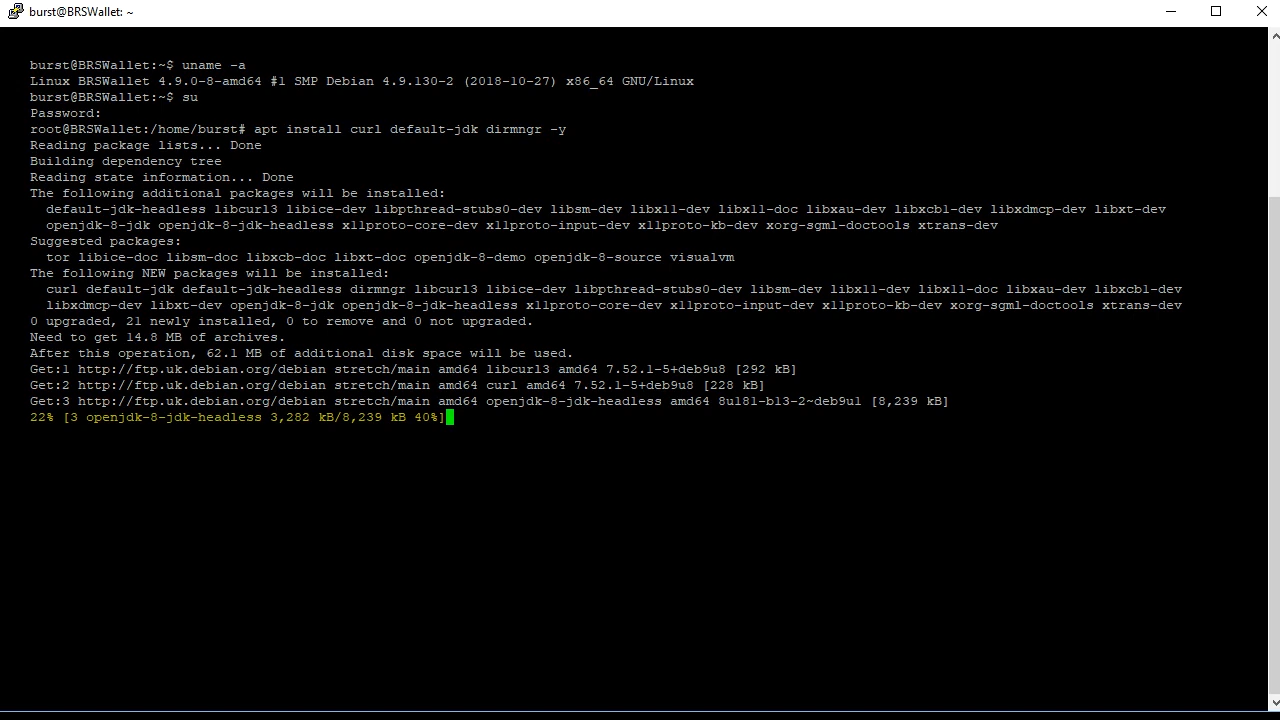 burst@BRSWallet: ~
burst@BRSWallet:~$ uname -a
Linux BRSWallet 4.9.0-8-amd64 #1 SMP Debian 4.9.130-2 (2018-10-27) x86_64 GNU/Linux
burst@BRSWallet:~$ su
Password:
root@BRSWallet:/home/burst# apt install curl default-jdk dirmngr -y
Reading package lists... Done
Building dependency tree
Reading state information... Done
The following additional packages will be installed:
default-jdk-headless libcurl3 libice-dev libpthread-stubs0-dev libsm-dev libx11-dev libx11-doc libxau-dev libxcb1-dev libxdmcp-dev libxt-dev
openjdk-8-jdk openjdk-8-jdk-headless x11proto-core-dev x11proto-input-dev x11proto-kb-dev xorg-sgml-doctools xtrans-dev
Suggested packages:
tor libice-doc libsm-doc libxcb-doc libxt-doc openjdk-8-demo openjdk-8-source visualvm
The following NEW packages will be installed:
curl default-jdk default-jdk-headless dirmngr libcurl3 libice-dev libpthread-stubs0-dev libsm-dev libx11-dev libx11-doc libxau-dev libxcb1-dev
libxdmcp-dev libxt-dev openjdk-8-jdk openjdk-8-jdk-headless x11proto-core-dev x11proto-input-dev x11proto-kb-dev xorg-sgml-doctools xtrans-dev
0 upgraded, 21 newly installed, 0 to remove and 0 not upgraded.
Need to get 14.8 MB of archives.
After this operation, 62.1 MB of additional disk space will be used.
Get:1 http://ftp.uk.debian.org/debian stretch/main amd64 libcurl3 amd64 7.52.1-5+deb9u8 [292 kB]
Get:2 http://ftp.uk.debian.org/debian stretch/main amd64 curl amd64 7.52.1-5+deb9u8 [228 kB]
Get:3 http://ftp.uk.debian.org/debian stretch/main amd64 openjdk-8-jdk-headless amd64 8u181-b13-2~deb9u1 [8,239 kB]
22% [3 openjdk-8-jdk-headless 3,282 kB/8,239 kB 40%]